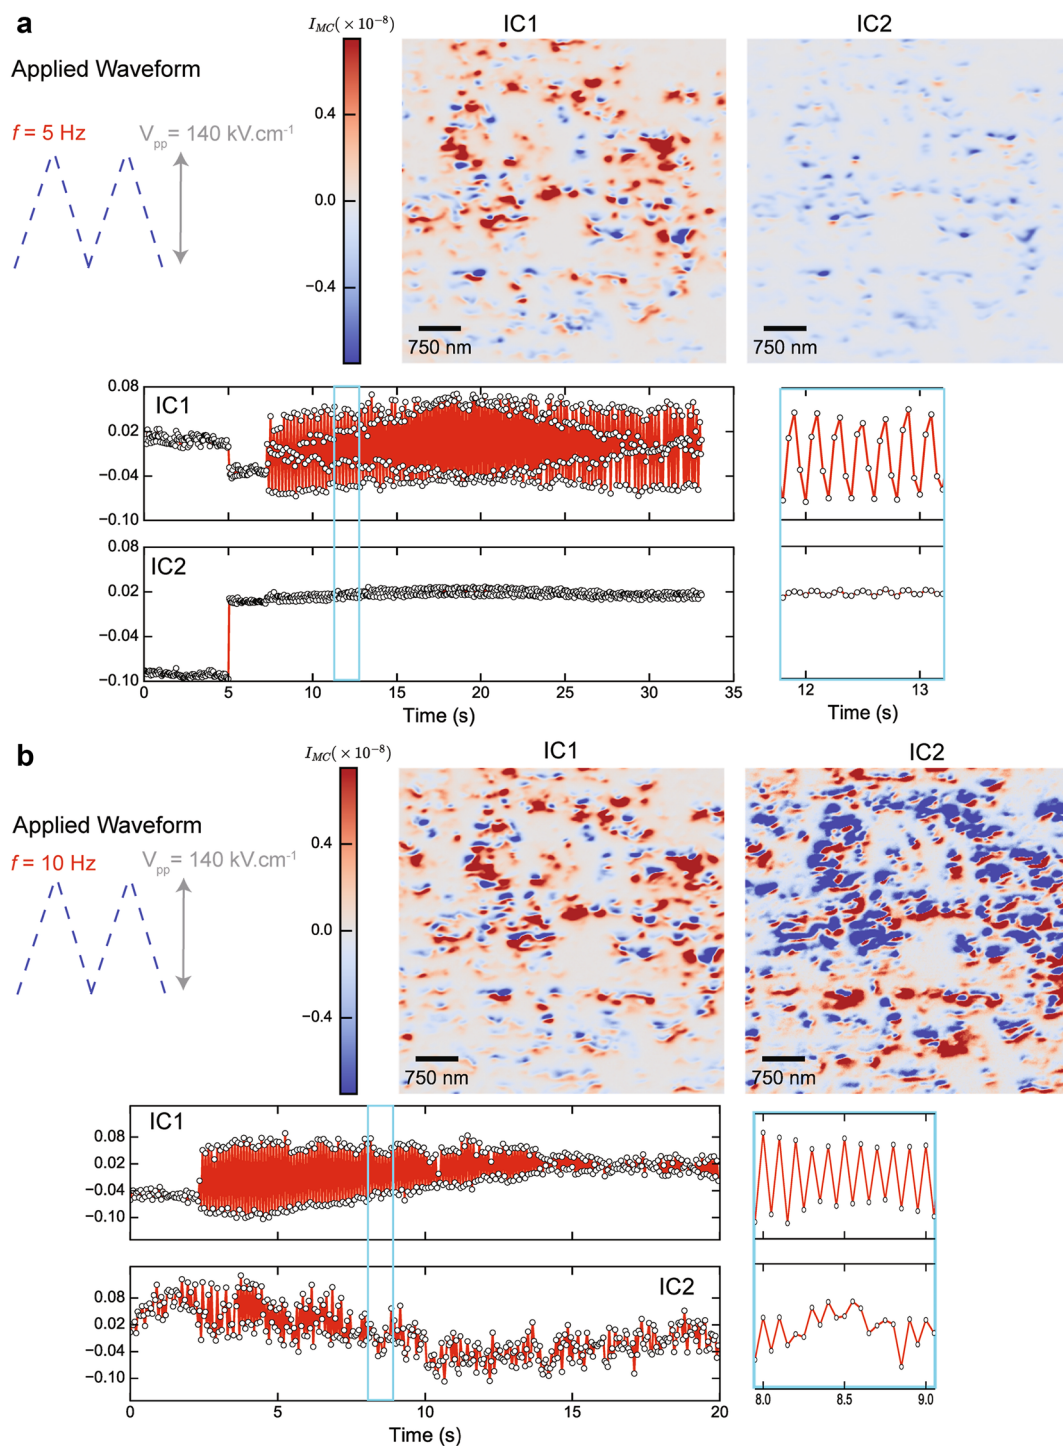 a
I_MC(×10⁻⁸)
IC1
IC2
Applied Waveform
f = 5 Hz
V_pp = 140 kV.cm⁻¹
0.4
0.0
−0.4
750 nm
750 nm
IC1
0.08
0.02
−0.04
−0.10
IC2
0.08
0.02
−0.04
−0.10
0
5
10
15
20
25
30
35
Time (s)
12
13
Time (s)
b
I_MC(×10⁻⁸)
IC1
IC2
Applied Waveform
f = 10 Hz
V_pp = 140 kV.cm⁻¹
0.4
0.0
−0.4
750 nm
750 nm
IC1
0.08
0.02
−0.04
−0.10
IC2
0.08
0.02
−0.04
−0.10
0
5
10
15
20
Time (s)
8.0
8.5
9.0